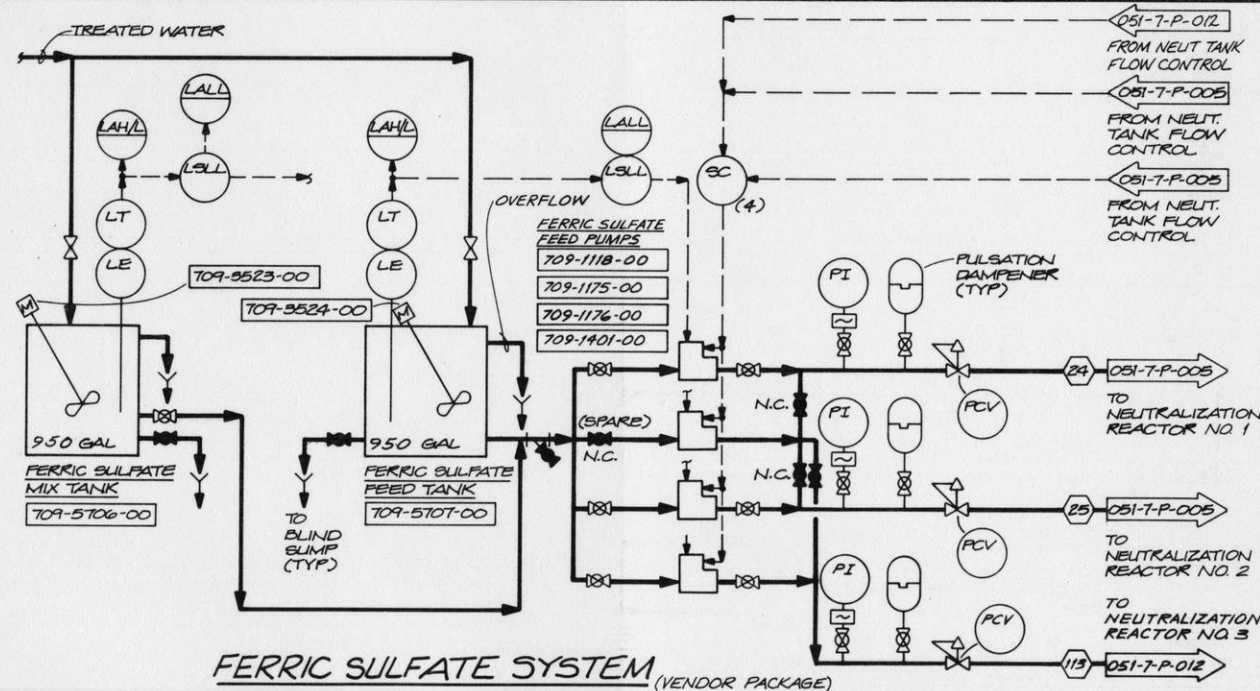 TREATED WATER
LALL
LAH/L
LSLL
LT
LE
709-3523-00
M
950 GAL
FERRIC SULFATE
MIX TANK
709-5706-00
LAH/L
LT
LE
709-3524-00
M
OVERFLOW
950 GAL
FERRIC SULFATE
FEED TANK
709-5707-00
TO
BLIND
SUMP
(TYP)
LALL
LSLL
FERRIC SULFATE
FEED PUMPS
709-1118-00
709-1175-00
709-1176-00
709-1401-00
SC
(4)
(SPARE)
N.C.
N.C.
N.C.
051-7-P-012
FROM NEUT TANK
FLOW CONTROL
051-7-P-005
FROM NEUT.
TANK FLOW
CONTROL
051-7-P-005
FROM NEUT.
TANK FLOW
CONTROL
PULSATION
DAMPENER
(TYP)
PI
PCV
24
051-7-P-005
TO
NEUTRALIZATION
REACTOR NO. 1
PI
PCV
25
051-7-P-005
TO
NEUTRALIZATION
REACTOR NO. 2
PI
PCV
TO
NEUTRALIZATION
REACTOR NO. 3
113
051-7-P-012
FERRIC SULFATE SYSTEM (VENDOR PACKAGE)